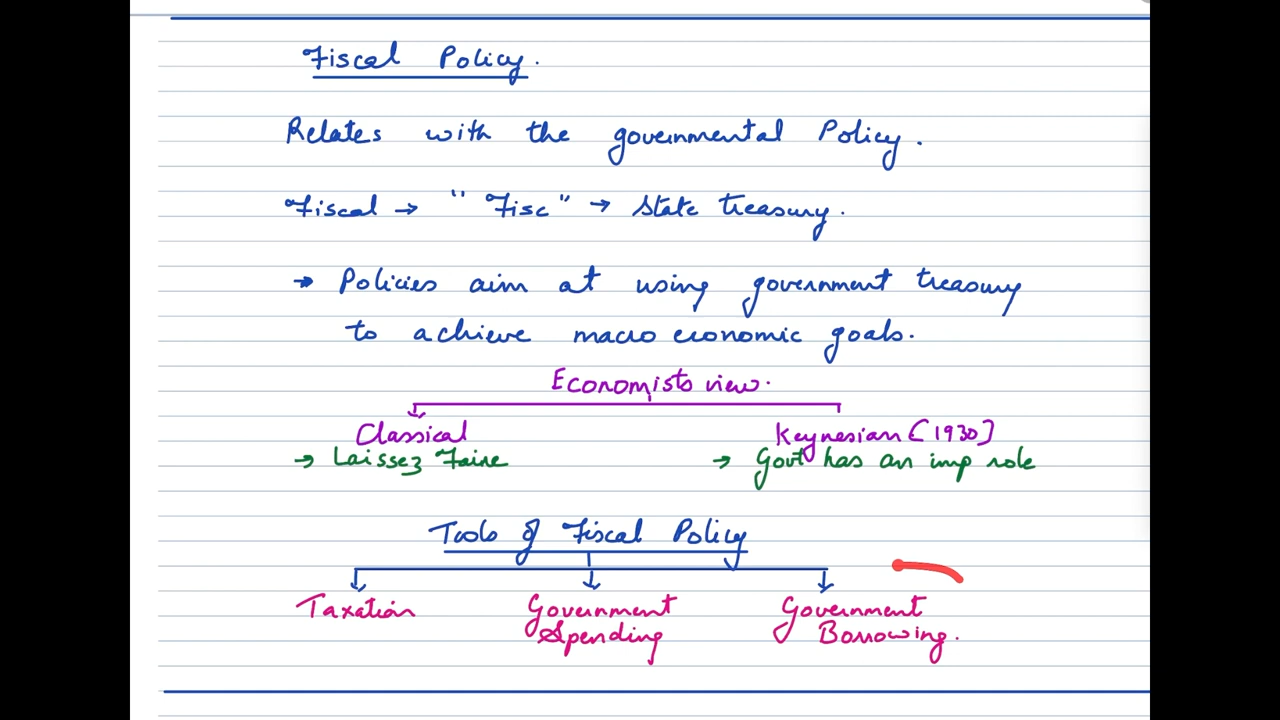 Fiscal Policy.
Relates with the governmental Policy.
Fiscal → "Fisc" → State treasury.
→ Policies aim at using government treasury
to achieve macro economic goals.
Economists view.
Classical Keynesian [1930]
→ Laissez Faire → Govt has an imp role
Tools of Fiscal Policy
Taxation Government Government
Spending Borrowing.